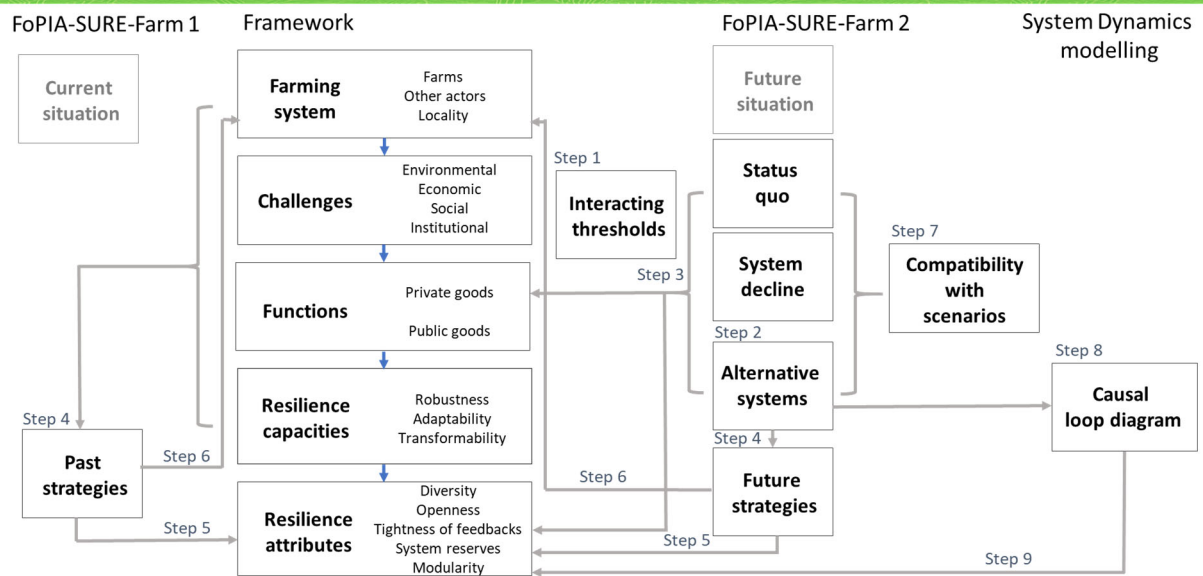 FoPIA-SURE-Farm 1
Framework
FoPIA-SURE-Farm 2
System Dynamics
modelling
Current
situation
Farming
system
Farms
Other actors
Locality
Future
situation
Step 1
Interacting
thresholds
Challenges
Environmental
Economic
Social
Institutional
Status
quo
Step 7
Compatibility
with
scenarios
Step 3
System
decline
Functions
Private goods
Public goods
Step 2
Alternative
systems
Step 8
Causal
loop diagram
Resilience
capacities
Robustness
Adaptability
Transformability
Step 4
Past
strategies
Step 6
Step 4
Future
strategies
Step 6
Resilience
attributes
Diversity
Openness
Tightness of feedbacks
System reserves
Modularity
Step 5
Step 5
Step 9